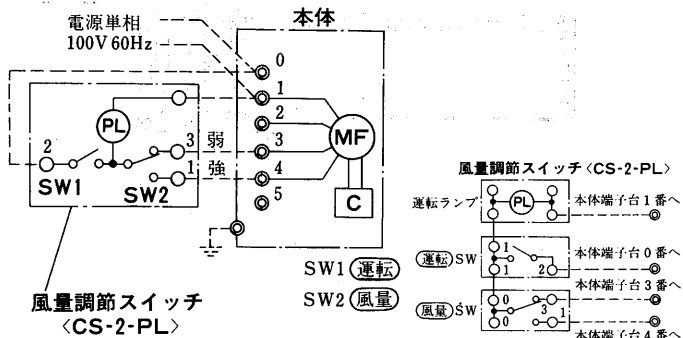 本体
電源単相
100V 60Hz
0
1
2
3
4
5
MF
C
PL
2
3 弱
1 強
SW1
SW2
風量調節スイッチ
〈CS-2-PL〉
SW1 運転
SW2 風量
風量調節スイッチ〈CS-2-PL〉
運転ランプ PL 本体端子台1番へ
運転 SW 1 1 2 本体端子台0番へ
本体端子台3番へ
風量 SW 0 0 3 1
本体端子台4番へ